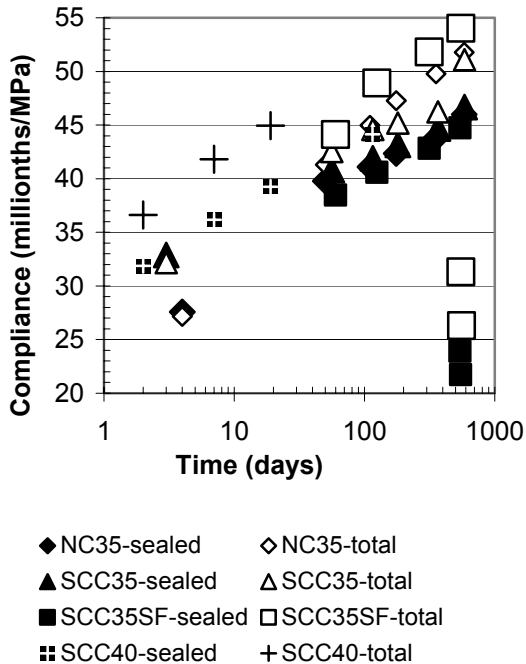 Compliance (millionths/MPa)
55
50
45
40
35
30
25
20
1 10 100 1000
Time (days)
NC35-sealed NC35-total
SCC35-sealed SCC35-total
SCC35SF-sealed SCC35SF-total
SCC40-sealed SCC40-total